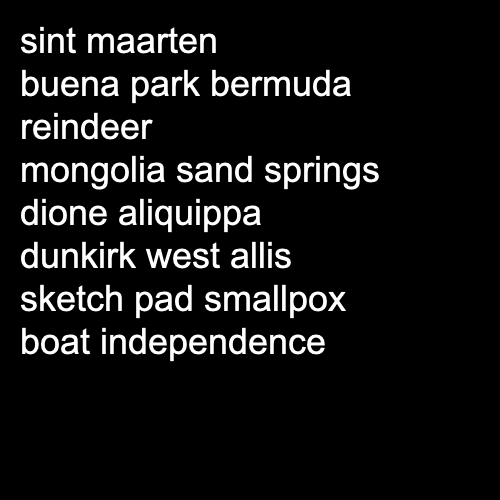 sint maarten
buena park bermuda
reindeer
mongolia sand springs
dione aliquippa
dunkirk west allis
sketch pad smallpox
boat independence